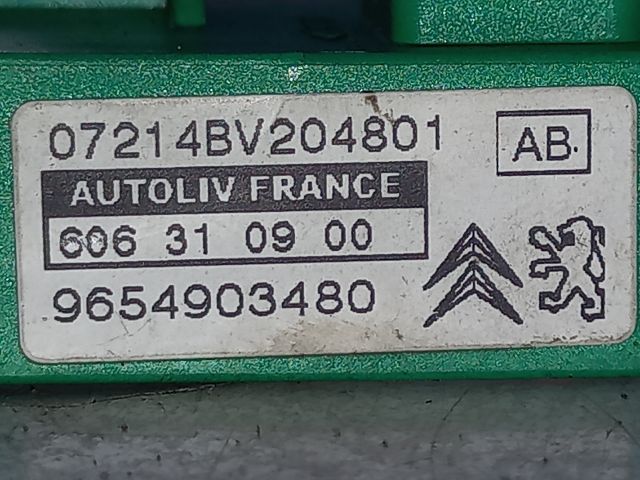 07214BV204801
AB.
AUTOLIV FRANCE
606 31 09 00
9654903480